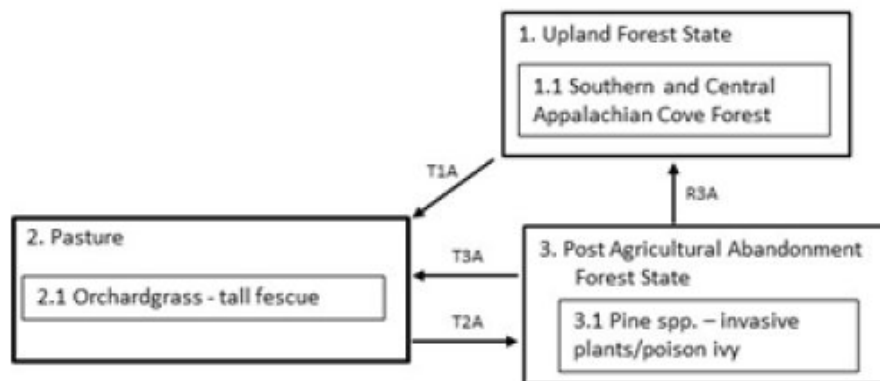 1. Upland Forest State
1.1 Southern and Central
Appalachian Cove Forest
T1A
R3A
2. Pasture
2.1 Orchardgrass - tall fescue
T3A
T2A
3. Post Agricultural Abandonment
Forest State
3.1 Pine spp. – invasive
plants/poison ivy